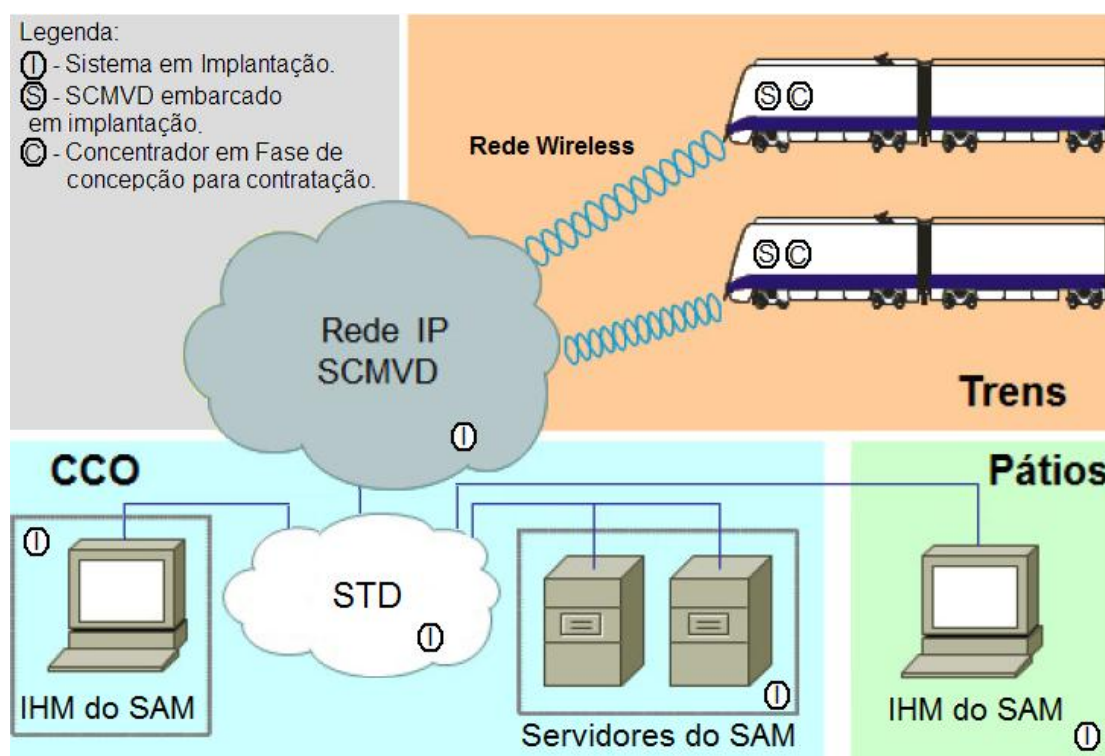 Legenda:
Ⓘ - Sistema em Implantação.
Ⓢ - SCMVD embarcado
em implantação.
Ⓒ - Concentrador em Fase de
concepção para contratação.
Rede Wireless
Ⓢ Ⓒ
Ⓢ Ⓒ
Trens
Rede IP
SCMVD
Ⓘ
CCO
Pátios
Ⓘ
STD
Ⓘ
IHM do SAM
Ⓘ
Servidores do SAM
IHM do SAM
Ⓘ